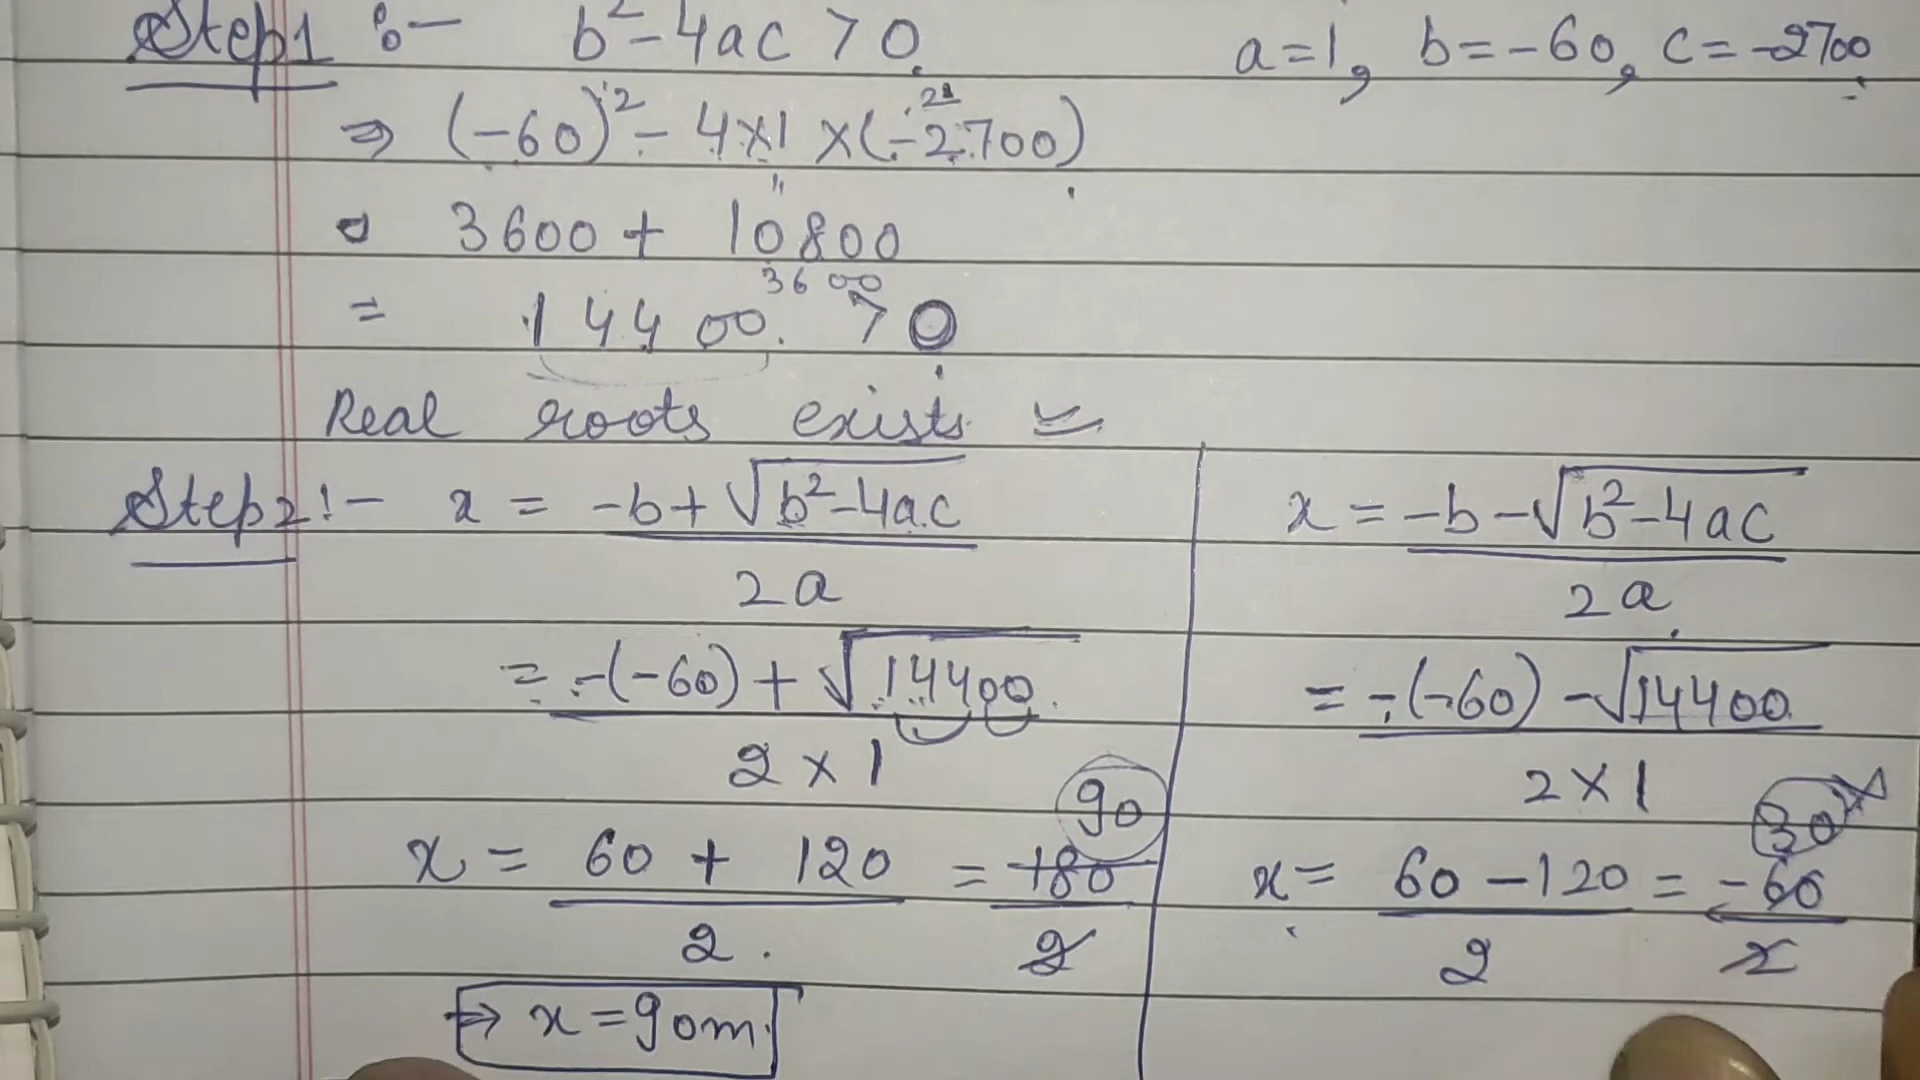 Step1 :- b²-4ac > 0. a=1, b=-60, c=-2700
⇒ (-60)² - 4×1×(-2700)
3600 + 10800
3600
= 14400. > 0
Real roots exists
Step2:- x = -b+√b²-4a.c / 2a
= -(-60)+√14400 / 2×1
90
x = 60 + 120 / 2. = 180 / 2
→ x = 90m.
x = -b-√b²-4ac / 2a
= -(-60)-√14400 / 2×1
30
x = 60-120 / 2 = -60 / 2